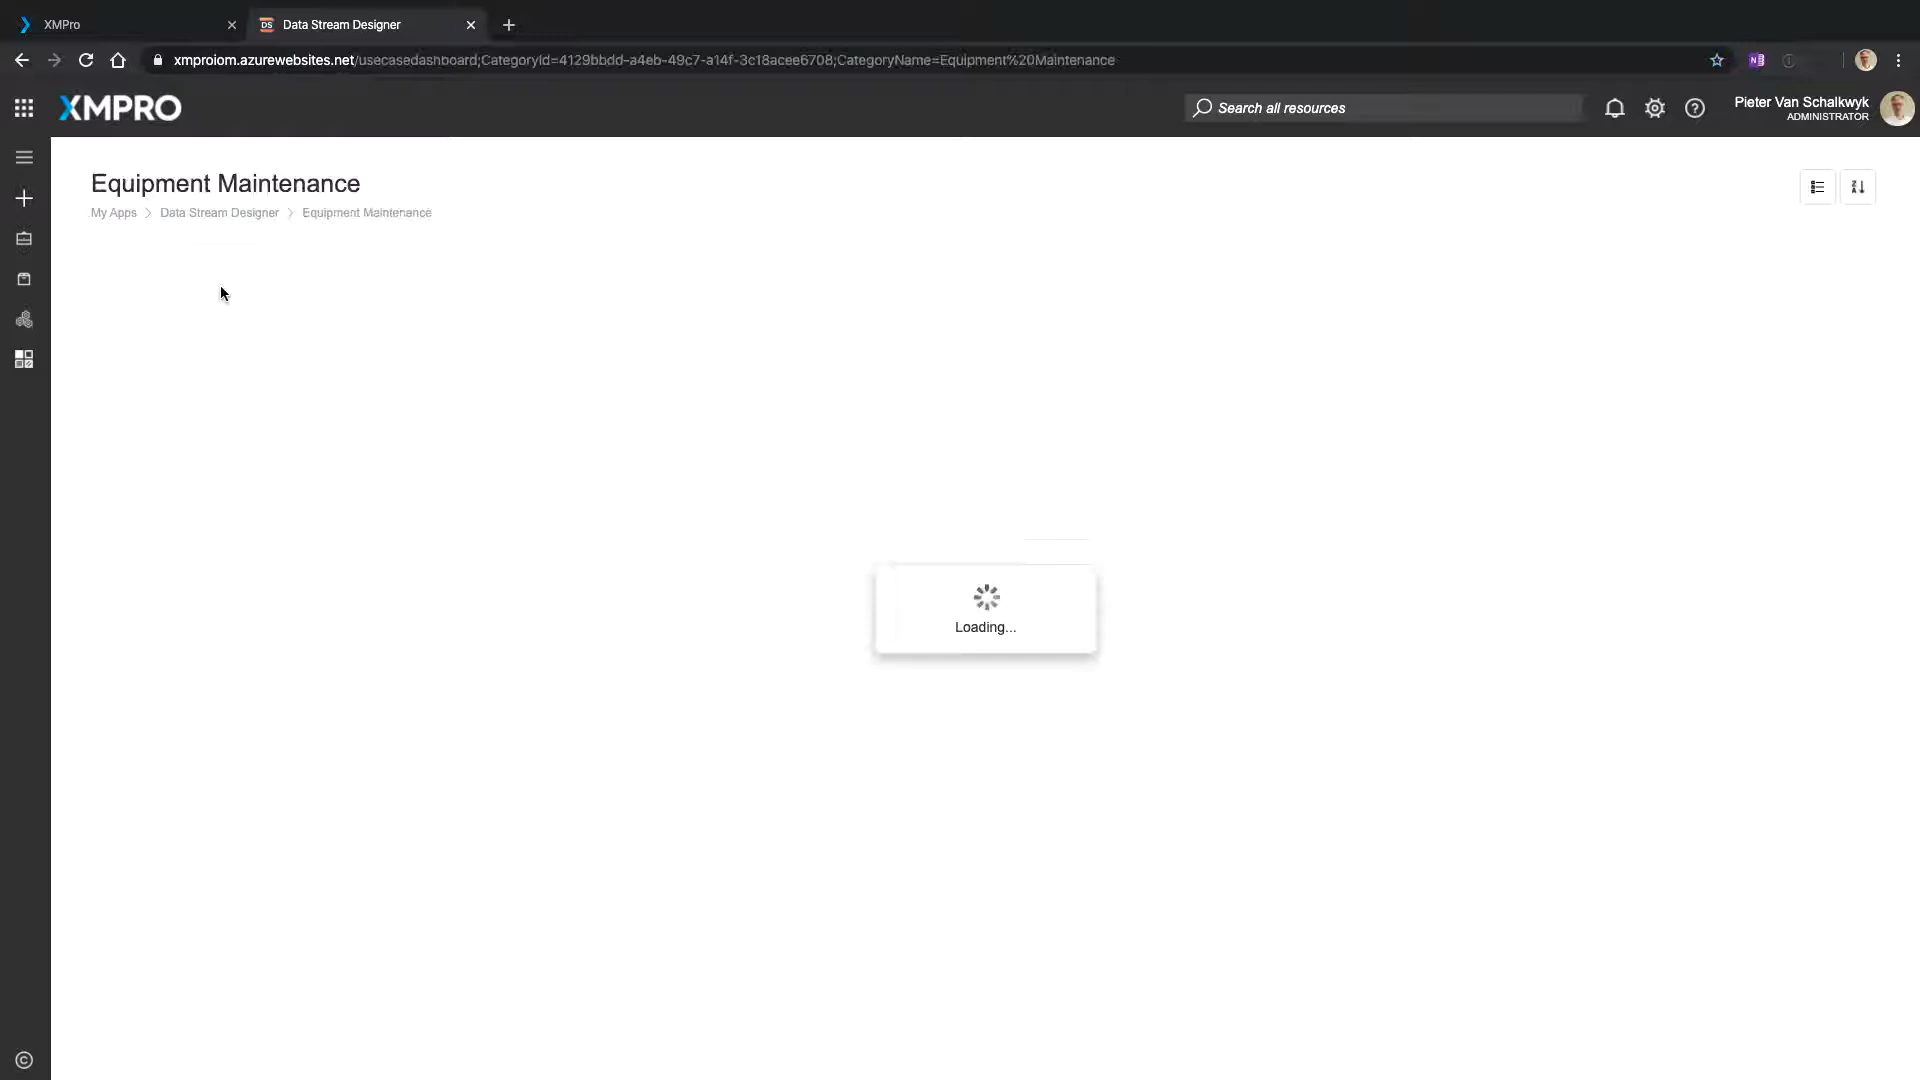 XMPro
DS Data Stream Designer
xmproiom.azurewebsites.net/usecasedashboard;CategoryId=4129bbdd-a4eb-49c7-a14f-3c18acee6708;CategoryName=Equipment%20Maintenance
XMPRO
Search all resources
Pieter Van Schalkwyk
ADMINISTRATOR
Equipment Maintenance
My Apps > Data Stream Designer > Equipment Maintenance
Loading...